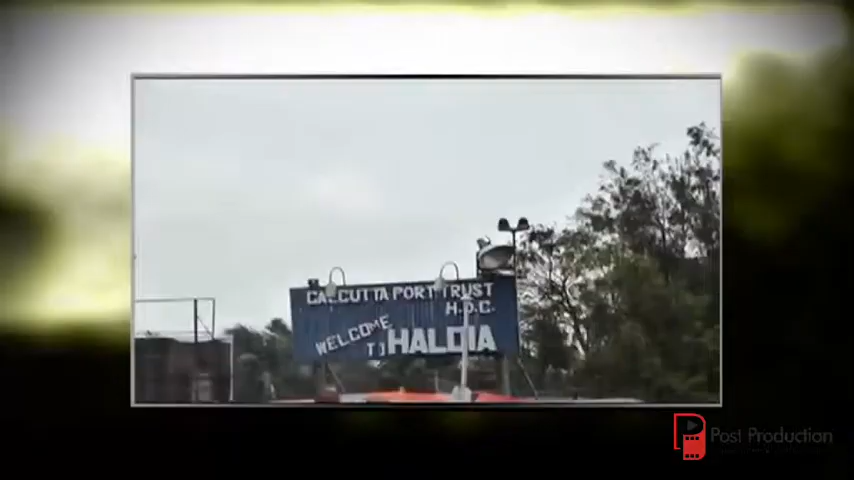 CALCUTTA PORT TRUST
H.D.C.
WELCOME
TO HALDIA
Post Production